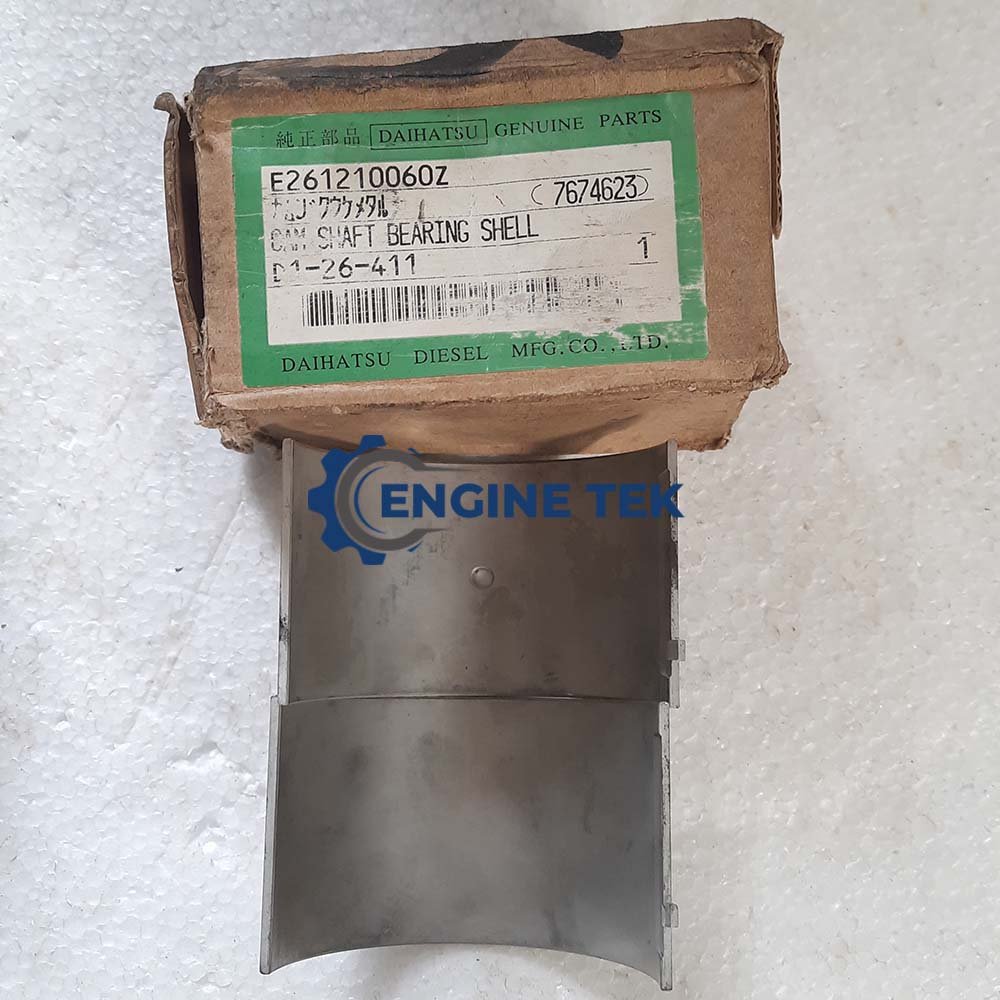 純正部品 DAIHATSU GENUINE PARTS
E261210060Z
(7674623)
CAM SHAFT BEARING SHELL
D1-26-411 1
DAIHATSU DIESEL MFG.CO.,LTD.
ENGINE TEK